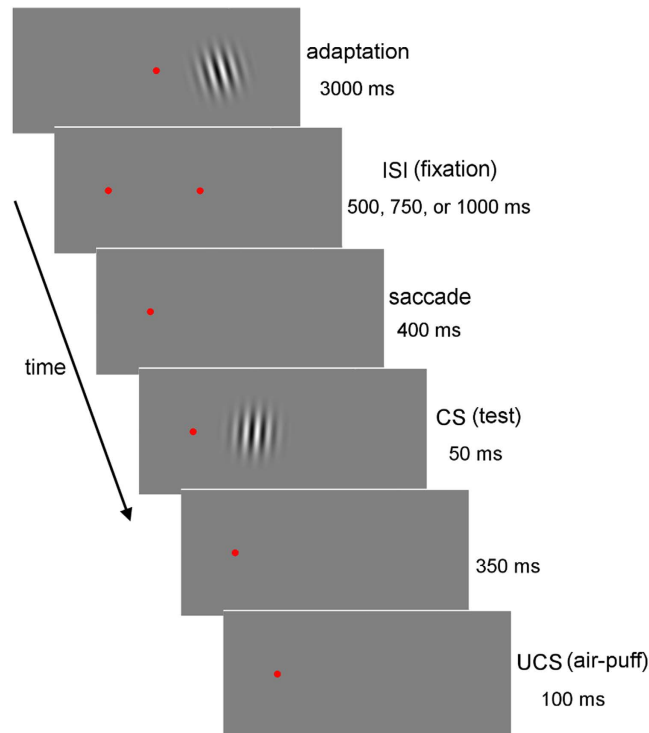 adaptation
3000 ms
ISI (fixation)
500, 750, or 1000 ms
saccade
400 ms
time
CS (test)
50 ms
350 ms
UCS (air-puff)
100 ms